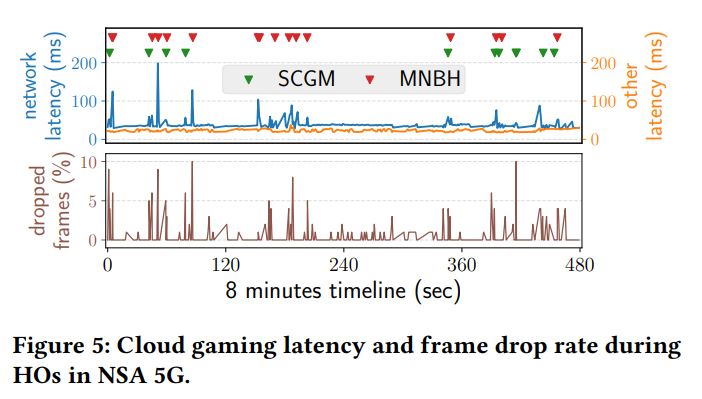 network
latency (ms)
200
100
0
SCGM
MNBH
200
100
0
other
latency (ms)
dropped
frames (%)
10
5
0
0
120
240
360
480
8 minutes timeline (sec)
Figure 5: Cloud gaming latency and frame drop rate during
HOs in NSA 5G.